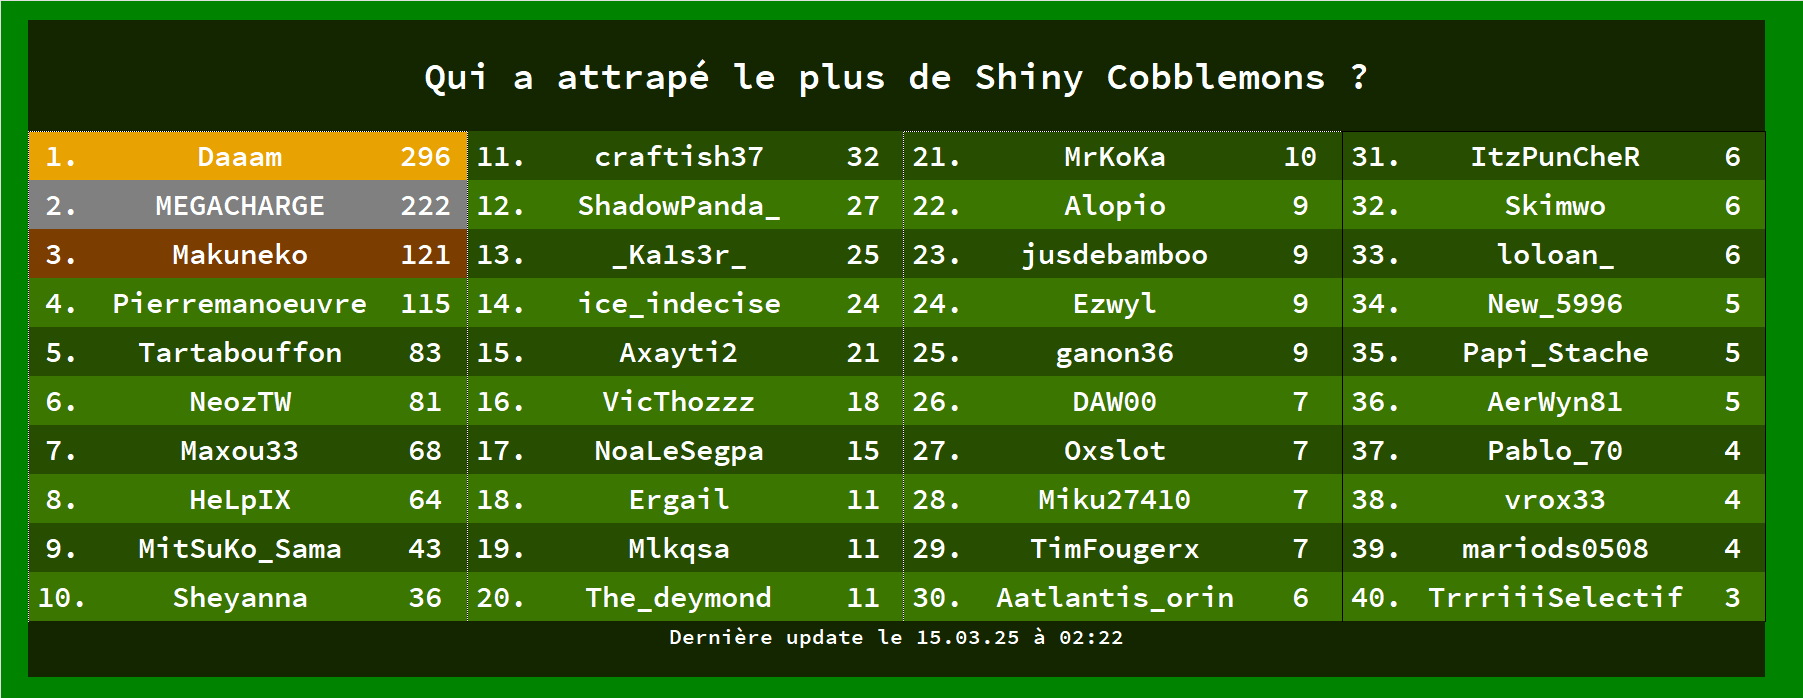 Qui a attrapé le plus de Shiny Cobblemons ?
1. Daaam 296
2. MEGACHARGE 222
3. Makuneko 121
4. Pierremanoeuvre 115
5. Tartabouffon 83
6. NeozTW 81
7. Maxou33 68
8. HeLpIX 64
9. MitSuKo_Sama 43
10. Sheyanna 36
11. craftish37 32
12. ShadowPanda_ 27
13. _Ka1s3r_ 25
14. ice_indecise 24
15. Axayti2 21
16. VicThozzz 18
17. NoaLeSegpa 15
18. Ergail 11
19. Mlkqsa 11
20. The_deymond 11
21. MrKoKa 10
22. Alopio 9
23. jusdebamboo 9
24. Ezwyl 9
25. ganon36 9
26. DAW00 7
27. Oxslot 7
28. Miku27410 7
29. TimFougerx 7
30. Aatlantis_orin 6
31. ItzPunCheR 6
32. Skimwo 6
33. loloan_ 6
34. New_5996 5
35. Papi_Stache 5
36. AerWyn81 5
37. Pablo_70 4
38. vrox33 4
39. mariods0508 4
40. TrrriiiSelectif 3
Dernière update le 15.03.25 à 02:22